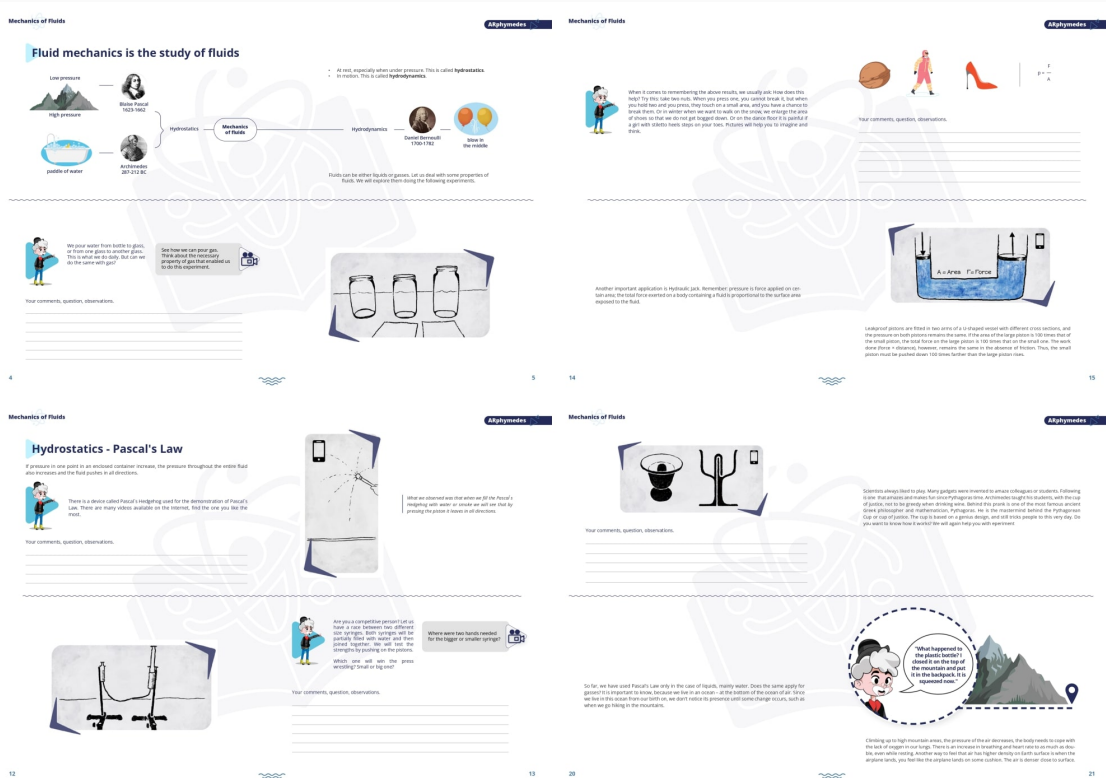 Mechanics of Fluids
ARphymedes
Fluid mechanics is the study of fluids
• At rest, especially when under pressure. This is called hydrostatics.
• In motion. This is called hydrodynamics.
Low pressure
High pressure
Blaise Pascal
1623-1662
Hydrostatics
Mechanics
of fluids
Hydrodynamics
Daniel Bernoulli
1700-1782
blow in
the middle
paddle of water
Archimedes
287-212 BC
Fluids can be either liquids or gasses. Let us deal with some properties of
fluids. We will explore them doing the following experiments.
We pour water from bottle to glass,
or from one glass to another glass.
This is what we do daily. But can we
do the same with gas?
See how we can pour gas.
Think about the necessary
property of gas that enabled us
to do this experiment.
Your comments, question, observations.
4
5
Mechanics of Fluids
ARphymedes
When it comes to remembering the above results, we usually ask: How does this
help? Try this: take two nuts. When you press one, you cannot break it, but when
you hold two and you press, they touch on a small area, and you have a chance to
break them. Or in winter when we want to walk on the snow, we enlarge the area
of shoes so that we do not get bogged down. Or on the dance floor it is painful if
a girl with stiletto heels steps on your toes. Pictures will help you to imagine and
think.
p = F
A
Your comments, question, observations.
Another important application is Hydraulic Jack. Remember: pressure is force applied on cer-
tain area; the total force exerted on a body containing a fluid is proportional to the surface area
exposed to the fluid.
A = Area F = Force
Leakproof pistons are fitted in two arms of a U-shaped vessel with different cross sections, and
the pressure on both pistons remains the same. If the area of the large piston is 100 times that of
the small piston, the total force on the large piston is 100 times that on the small one. The work
done (force × distance), however, remains the same in the absence of friction. Thus, the small
piston must be pushed down 100 times farther than the large piston rises.
14
15
Mechanics of Fluids
ARphymedes
Hydrostatics - Pascal's Law
If pressure in one point in an enclosed container increase, the pressure throughout the entire fluid
also increases and the fluid pushes in all directions.
There is a device called Pascal's Hedgehog used for the demonstration of Pascal's
Law. There are many videos available on the Internet, find the one you like the
most.
Your comments, question, observations.
What we observed was that when we fill the Pascal's
Hedgehog with water or smoke we will see that by
pressing the piston it leaves in all directions.
Are you a competitive person? Let us
have a race between two different
size syringes. Both syringes will be
partially filled with water and then
joined together. We will test the
strengths by pushing on the pistons.
Which one will win the press
wrestling? Small or big one?
Where were two hands needed
for the bigger or smaller syringe?
Your comments, question, observations.
12
13
Mechanics of Fluids
ARphymedes
Your comments, question, observations.
Scientists always liked to play. Many gadgets were invented to amaze colleagues or students. Following
is one that amazes and makes fun since Pythagoras time. Archimedes taught his students, with the cup
of justice, not to be greedy when drinking wine. Behind this prank is one of the most famous ancient
Greek philosopher and mathematician, Pythagoras. He is the mastermind behind the Pythagorean
Cup or cup of justice. The cup is based on a genius design, and still tricks people to this very day. Do
you want to know how it works? We will again help you with eperiment
So far, we have used Pascal's Law only in the case of liquids, mainly water. Does the same apply for
gasses? It is important to know, because we live in an ocean – at the bottom of the ocean of air. Since
we live in this ocean from our birth on, we don't notice its presence until some change occurs, such as
when we go hiking in the mountains.
"What happened to
the plastic bottle? I
closed it on the top of
the mountain and put
it in the backpack. It is
squeezed now."
Climbing up to high mountain areas, the pressure of the air decreases, the body needs to cope with
the lack of oxygen in our lungs. There is an increase in breathing and heart rate to as much as dou-
ble, even while resting. Another way to feel that air has higher density on Earth surface is when the
airplane lands, you feel like the airplane lands on some cushion. The air is denser close to surface.
20
21